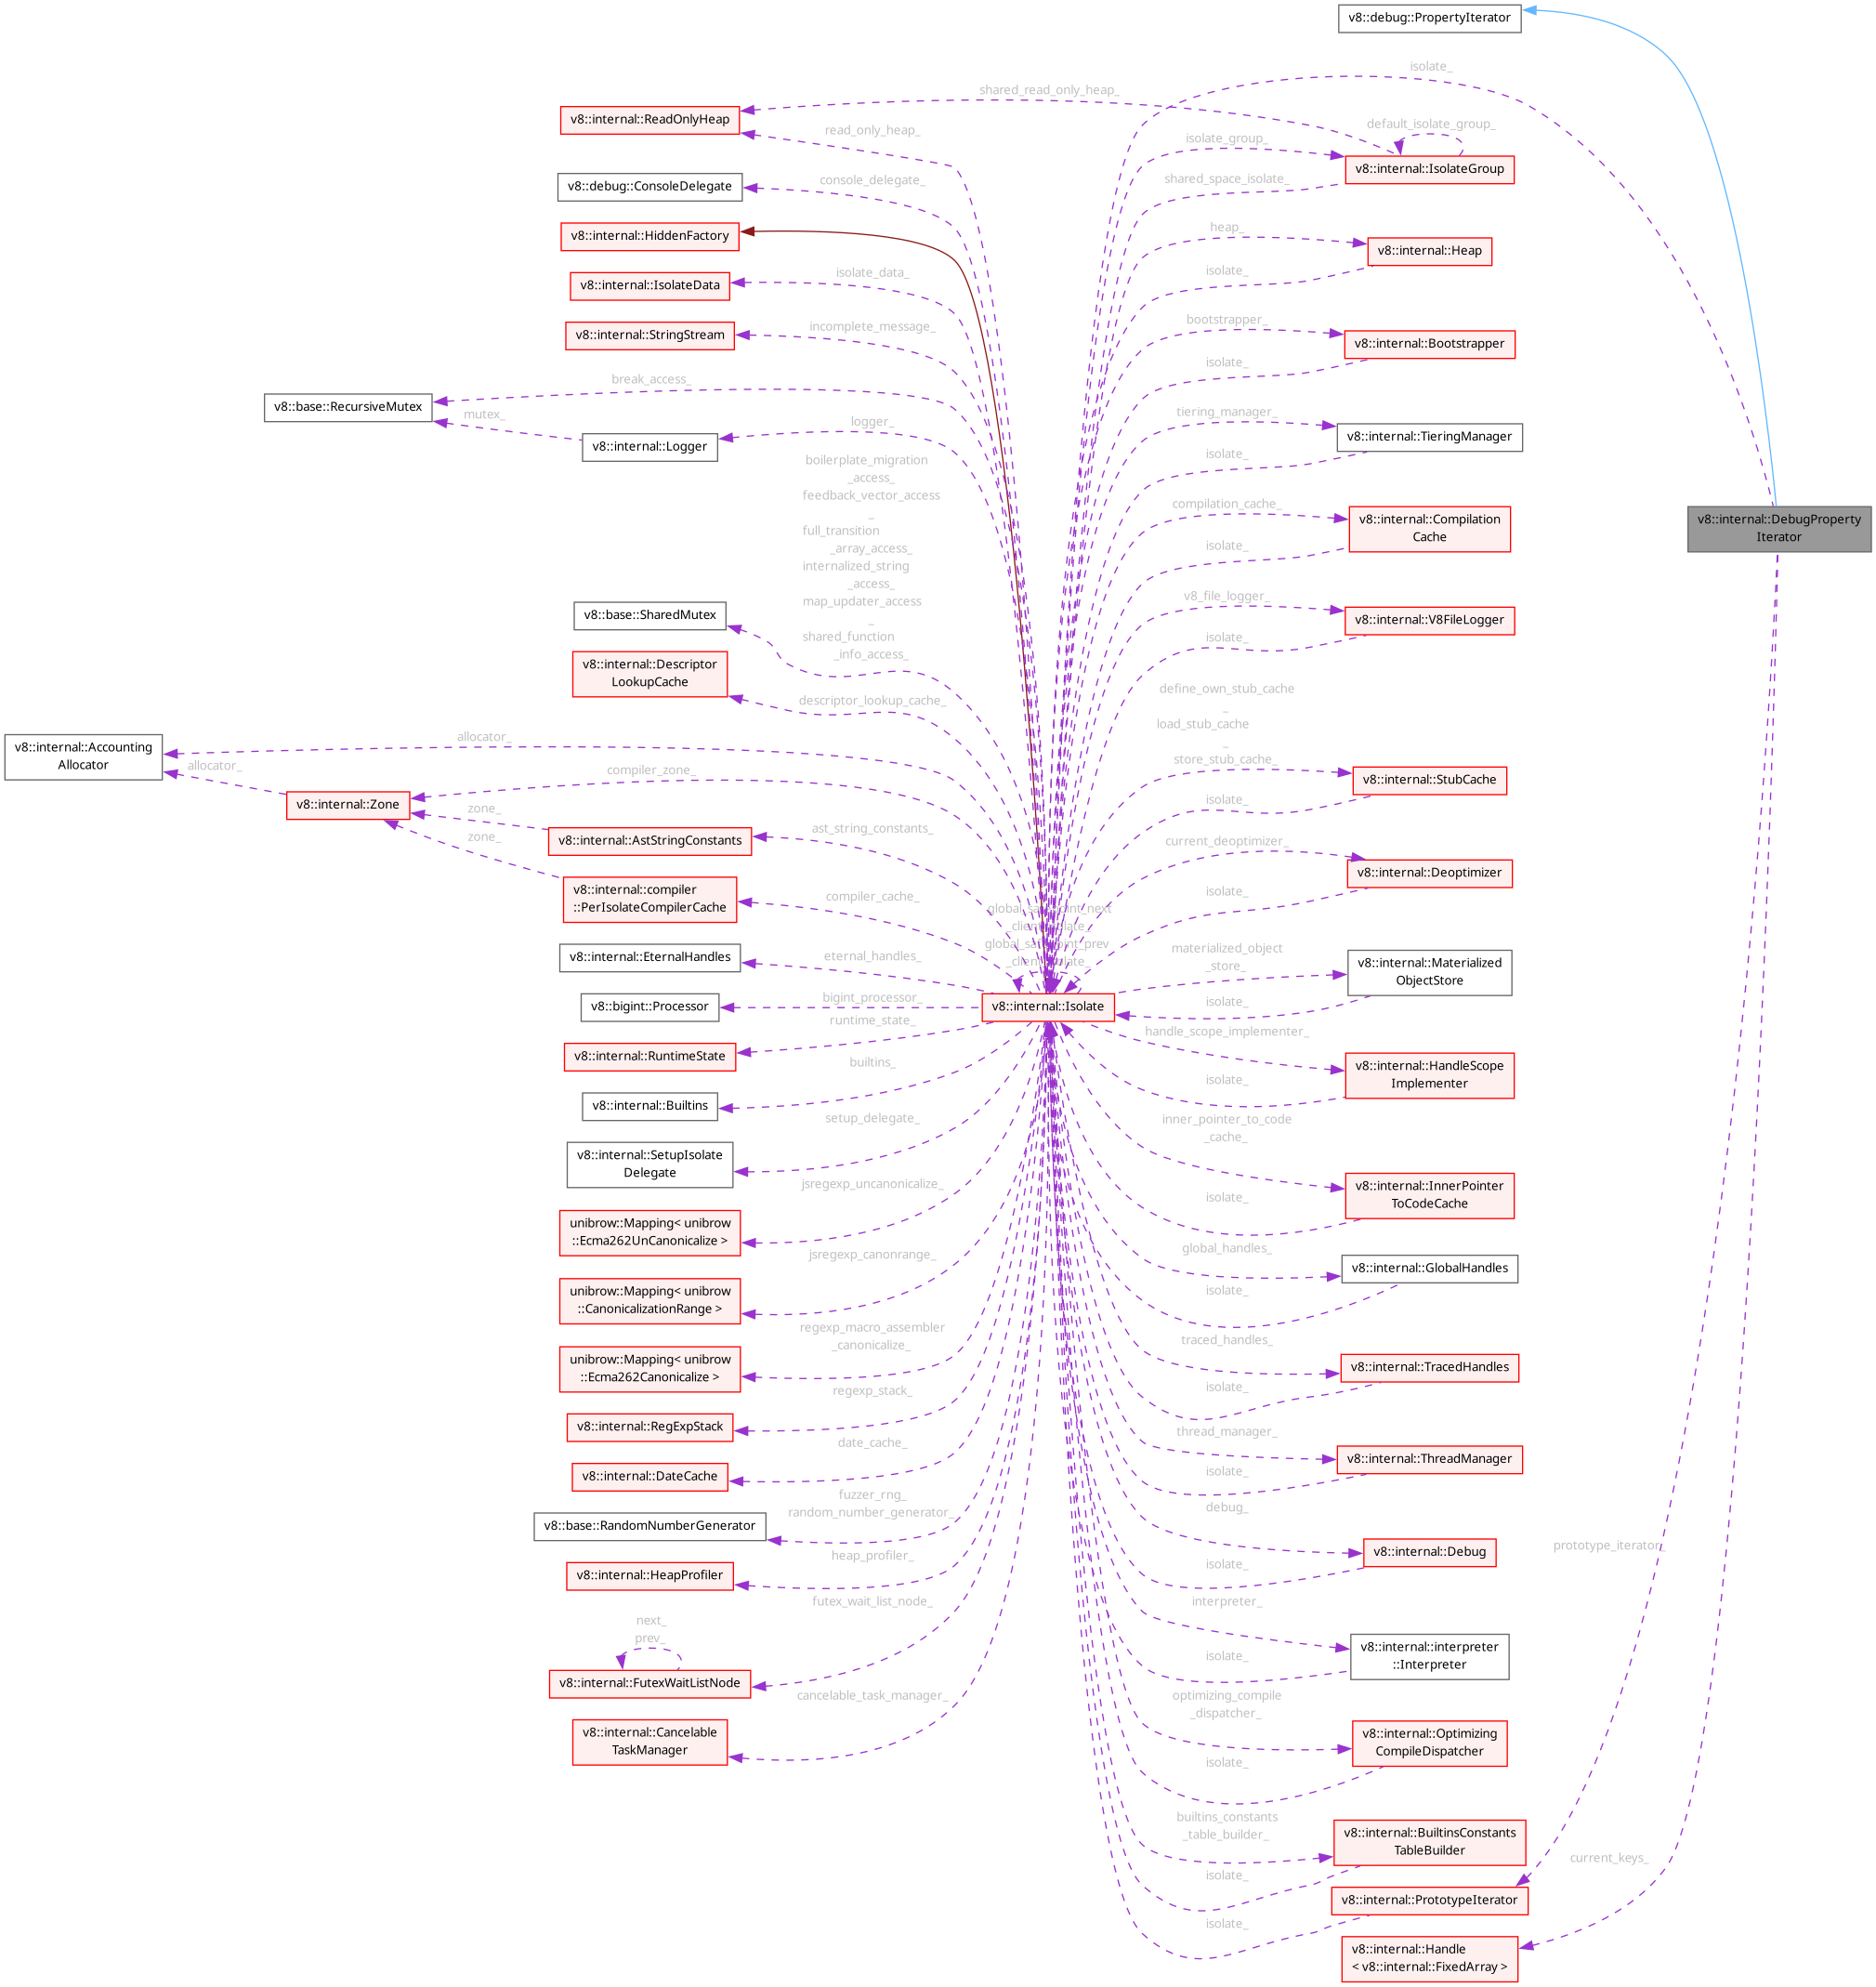 v8::debug::PropertyIterator
isolate_
shared_read_only_heap_
v8::internal::ReadOnlyHeap
read_only_heap_
default_isolate_group_
isolate_group_
v8::internal::IsolateGroup
shared_space_isolate_
v8::debug::ConsoleDelegate
console_delegate_
v8::internal::HiddenFactory
heap_
v8::internal::Heap
isolate_
v8::internal::IsolateData
isolate_data_
v8::internal::StringStream
incomplete_message_
bootstrapper_
v8::internal::Bootstrapper
isolate_
v8::base::RecursiveMutex
break_access_
mutex_
v8::internal::Logger
logger_
tiering_manager_
v8::internal::TieringManager
isolate_
boilerplate_migration
_access_
feedback_vector_access
_
full_transition
_array_access_
internalized_string
_access_
map_updater_access
_
shared_function
_info_access_
compilation_cache_
v8::internal::Compilation
Cache
isolate_
v8::internal::DebugProperty
Iterator
v8::base::SharedMutex
v8_file_logger_
v8::internal::V8FileLogger
isolate_
v8::internal::Descriptor
LookupCache
descriptor_lookup_cache_
define_own_stub_cache
_
load_stub_cache
_
store_stub_cache_
v8::internal::StubCache
isolate_
v8::internal::Accounting
Allocator
allocator_
allocator_
compiler_zone_
v8::internal::Zone
zone_
zone_
v8::internal::AstStringConstants
ast_string_constants_
current_deoptimizer_
v8::internal::Deoptimizer
isolate_
v8::internal::compiler
::PerIsolateCompilerCache
compiler_cache_
global_safepoint_next
_client_isolate_
global_safepoint_prev
_client_isolate_
v8::internal::EternalHandles
eternal_handles_
materialized_object
_store_
v8::internal::Materialized
ObjectStore
isolate_
v8::bigint::Processor
bigint_processor_
v8::internal::Isolate
v8::internal::RuntimeState
runtime_state_
handle_scope_implementer_
v8::internal::HandleScope
Implementer
isolate_
v8::internal::Builtins
builtins_
v8::internal::SetupIsolate
Delegate
setup_delegate_
inner_pointer_to_code
_cache_
v8::internal::InnerPointer
ToCodeCache
isolate_
unibrow::Mapping< unibrow
::Ecma262UnCanonicalize >
jsregexp_uncanonicalize_
global_handles_
v8::internal::GlobalHandles
isolate_
unibrow::Mapping< unibrow
::CanonicalizationRange >
jsregexp_canonrange_
unibrow::Mapping< unibrow
::Ecma262Canonicalize >
regexp_macro_assembler
_canonicalize_
traced_handles_
v8::internal::TracedHandles
isolate_
v8::internal::RegExpStack
regexp_stack_
v8::internal::DateCache
date_cache_
thread_manager_
v8::internal::ThreadManager
isolate_
v8::base::RandomNumberGenerator
fuzzer_rng_
random_number_generator_
debug_
v8::internal::Debug
isolate_
prototype_iterator_
v8::internal::HeapProfiler
heap_profiler_
next_
prev_
v8::internal::FutexWaitListNode
futex_wait_list_node_
interpreter_
v8::internal::interpreter
::Interpreter
isolate_
v8::internal::Cancelable
TaskManager
cancelable_task_manager_
optimizing_compile
_dispatcher_
v8::internal::Optimizing
CompileDispatcher
isolate_
builtins_constants
_table_builder_
v8::internal::BuiltinsConstants
TableBuilder
isolate_
current_keys_
v8::internal::PrototypeIterator
isolate_
v8::internal::Handle
< v8::internal::FixedArray >